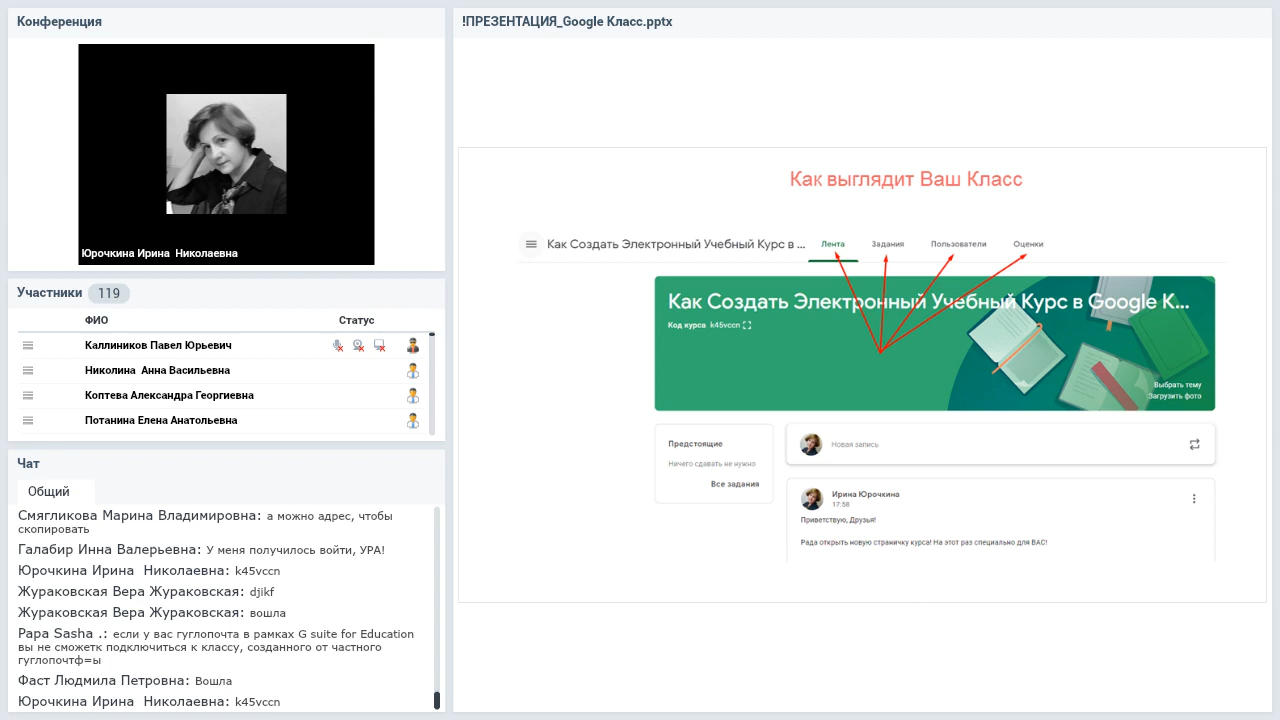 Конференция
Юрочкина Ирина  Николаевна
Участники 119
ФИО Статус
Каллиников Павел Юрьевич
Николина  Анна Васильевна
Коптева Александра Георгиевна
Потанина Елена Анатольевна
Чат
Общий
Смягликова Марина Владимировна: а можно адрес, чтобы
скопировать
Галабир Инна Валерьевна: У меня получилось войти, УРА!
Юрочкина Ирина  Николаевна: k45vccn
Жураковская Вера Жураковская: djikf
Жураковская Вера Жураковская: вошла
Papa Sasha .: если у вас гуглопочта в рамках G suite for Education
вы не сможетк подключиться к классу, созданного от частного
гуглопочтф=ы
Фаст Людмила Петровна: Вошла
Юрочкина Ирина  Николаевна: k45vccn
!ПРЕЗЕНТАЦИЯ_Google Класс.pptx
Как выглядит Ваш Класс
Как Создать Электронный Учебный Курс в ... Лента Задания Пользователи Оценки
Как Создать Электронный Учебный Курс в Google К...
Код курса k45vccn
Выбрать тему
Загрузить фото
Предстоящие
Ничего сдавать не нужно
Все задания
Новая запись
Ирина Юрочкина
17:58
Приветствую, Друзья!
Рада открыть новую страничку курса! На этот раз специально для ВАС!